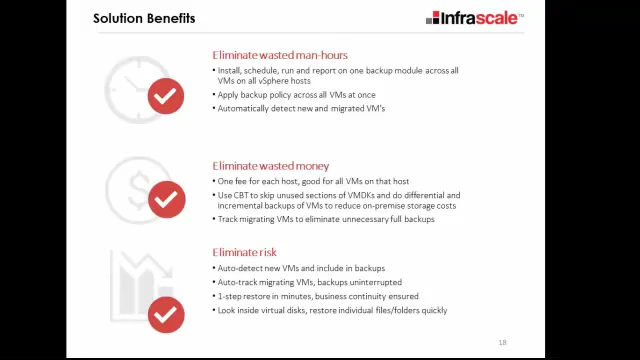 Solution Benefits
Infrascale™
Eliminate wasted man-hours
• Install, schedule, run and report on one backup module across all
VMs on all vSphere hosts
• Apply backup policy across all VMs at once
• Automatically detect new and migrated VM's
Eliminate wasted money
• One fee for each host, good for all VMs on that host
• Use CBT to skip unused sections of VMDKs and do differential and
incremental backups of VMs to reduce on-premise storage costs
• Track migrating VMs to eliminate unnecessary full backups
Eliminate risk
• Auto-detect new VMs and include in backups
• Auto-track migrating VMs, backups uninterrupted
• 1-step restore in minutes, business continuity ensured
• Look inside virtual disks, restore individual files/folders quickly
18